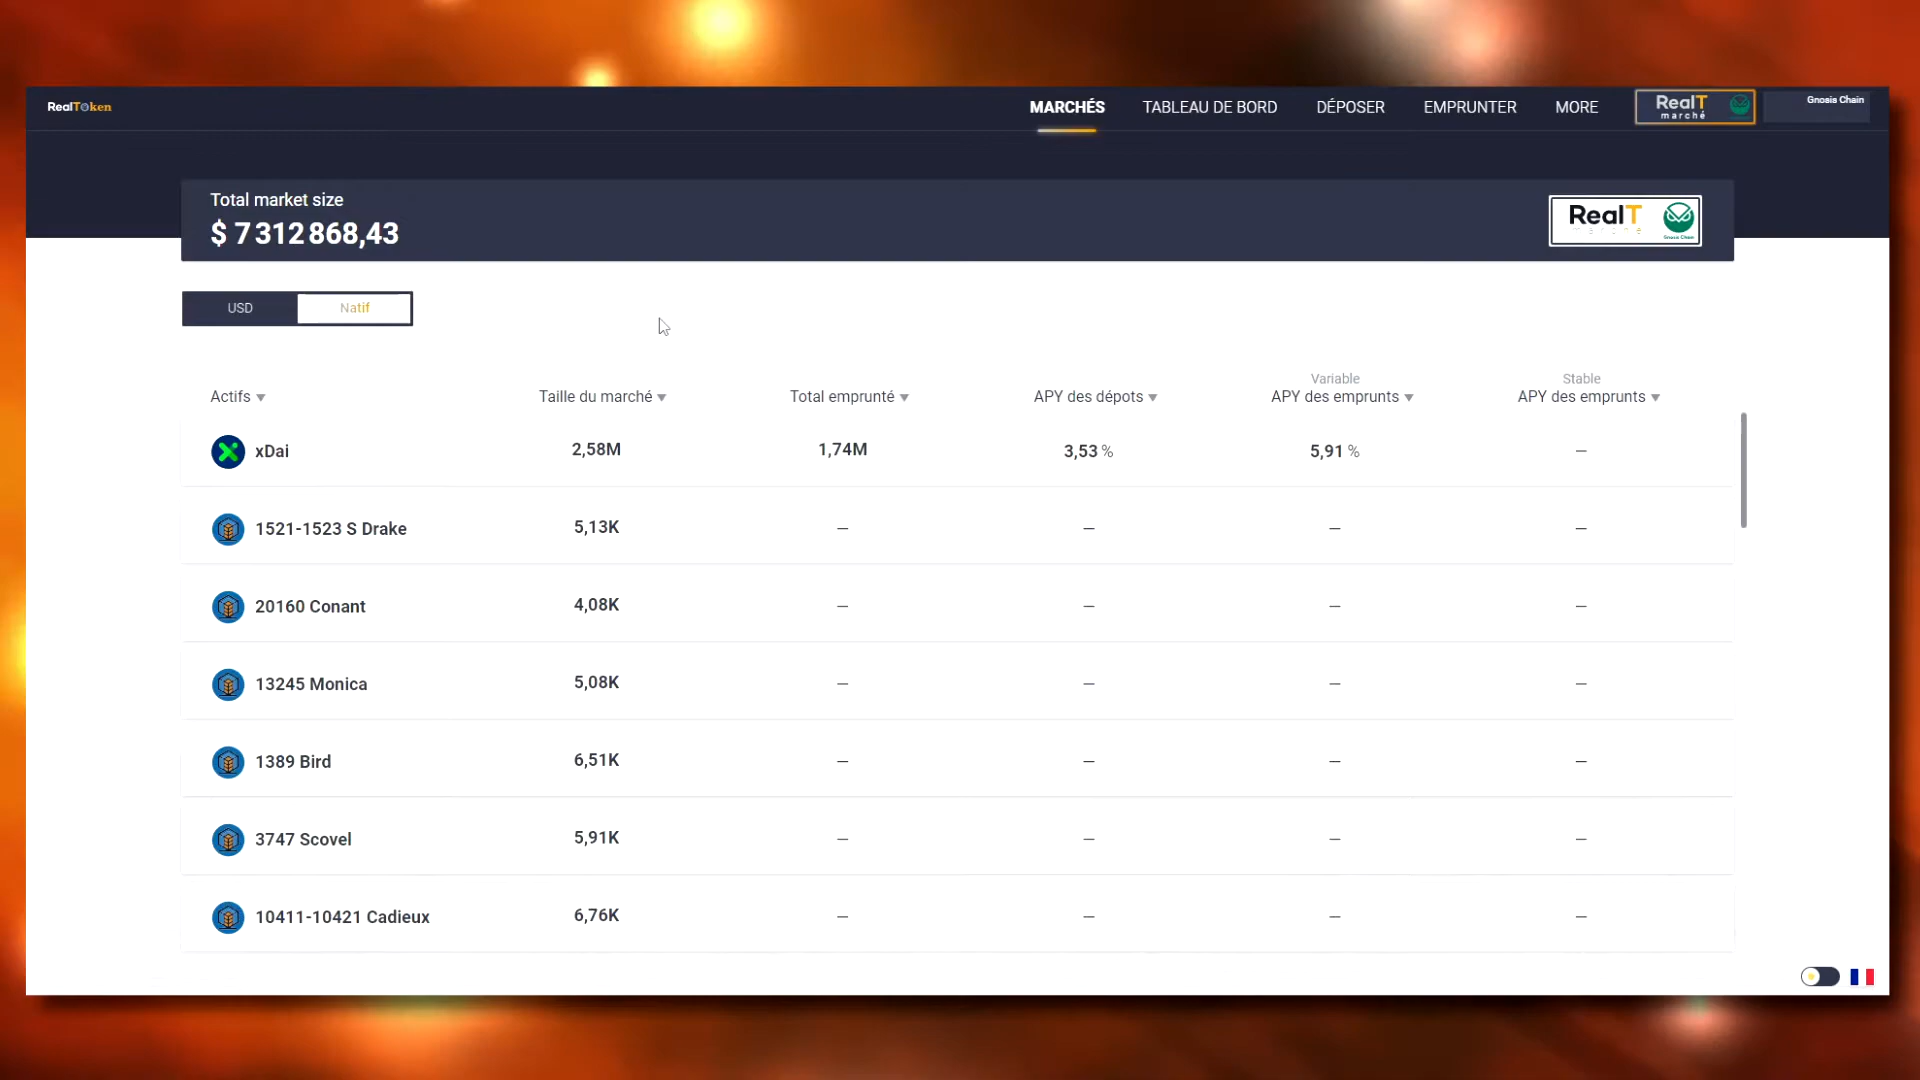 RealToken
MARCHÉS
TABLEAU DE BORD
DÉPOSER
EMPRUNTER
MORE
RealT
marché
Gnosis Chain
Total market size
$ 7 312 868,43
RealT
Gnosis Chain
USD
Natif
Actifs
Taille du marché
Total emprunté
APY des dépots
Variable
APY des emprunts
Stable
APY des emprunts
xDai 2,58M 1,74M 3,53 % 5,91 % —
1521-1523 S Drake 5,13K — — — —
20160 Conant 4,08K — — — —
13245 Monica 5,08K — — — —
1389 Bird 6,51K — — — —
3747 Scovel 5,91K — — — —
10411-10421 Cadieux 6,76K — — — —